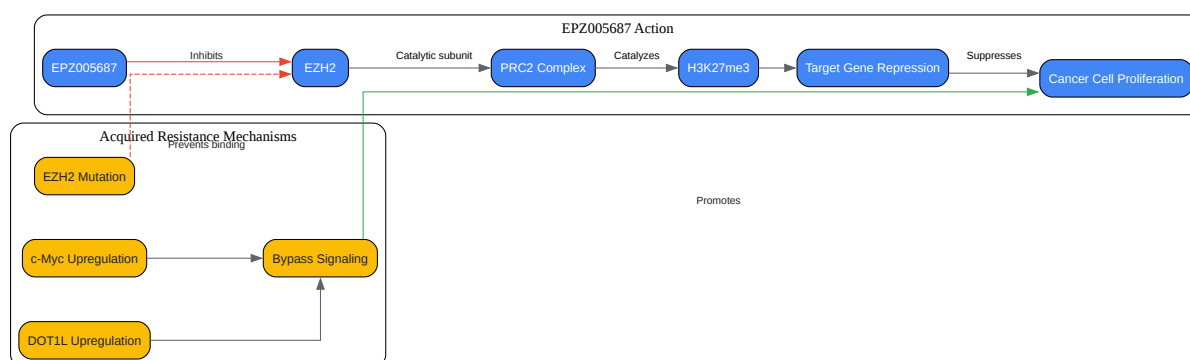 EPZ005687 Action
EPZ005687
Inhibits
EZH2
Catalytic subunit
PRC2 Complex
Catalyzes
H3K27me3
Target Gene Repression
Suppresses
Cancer Cell Proliferation
Acquired Resistance Mechanisms
Prevents binding
EZH2 Mutation
Promotes
c-Myc Upregulation
Bypass Signaling
DOT1L Upregulation